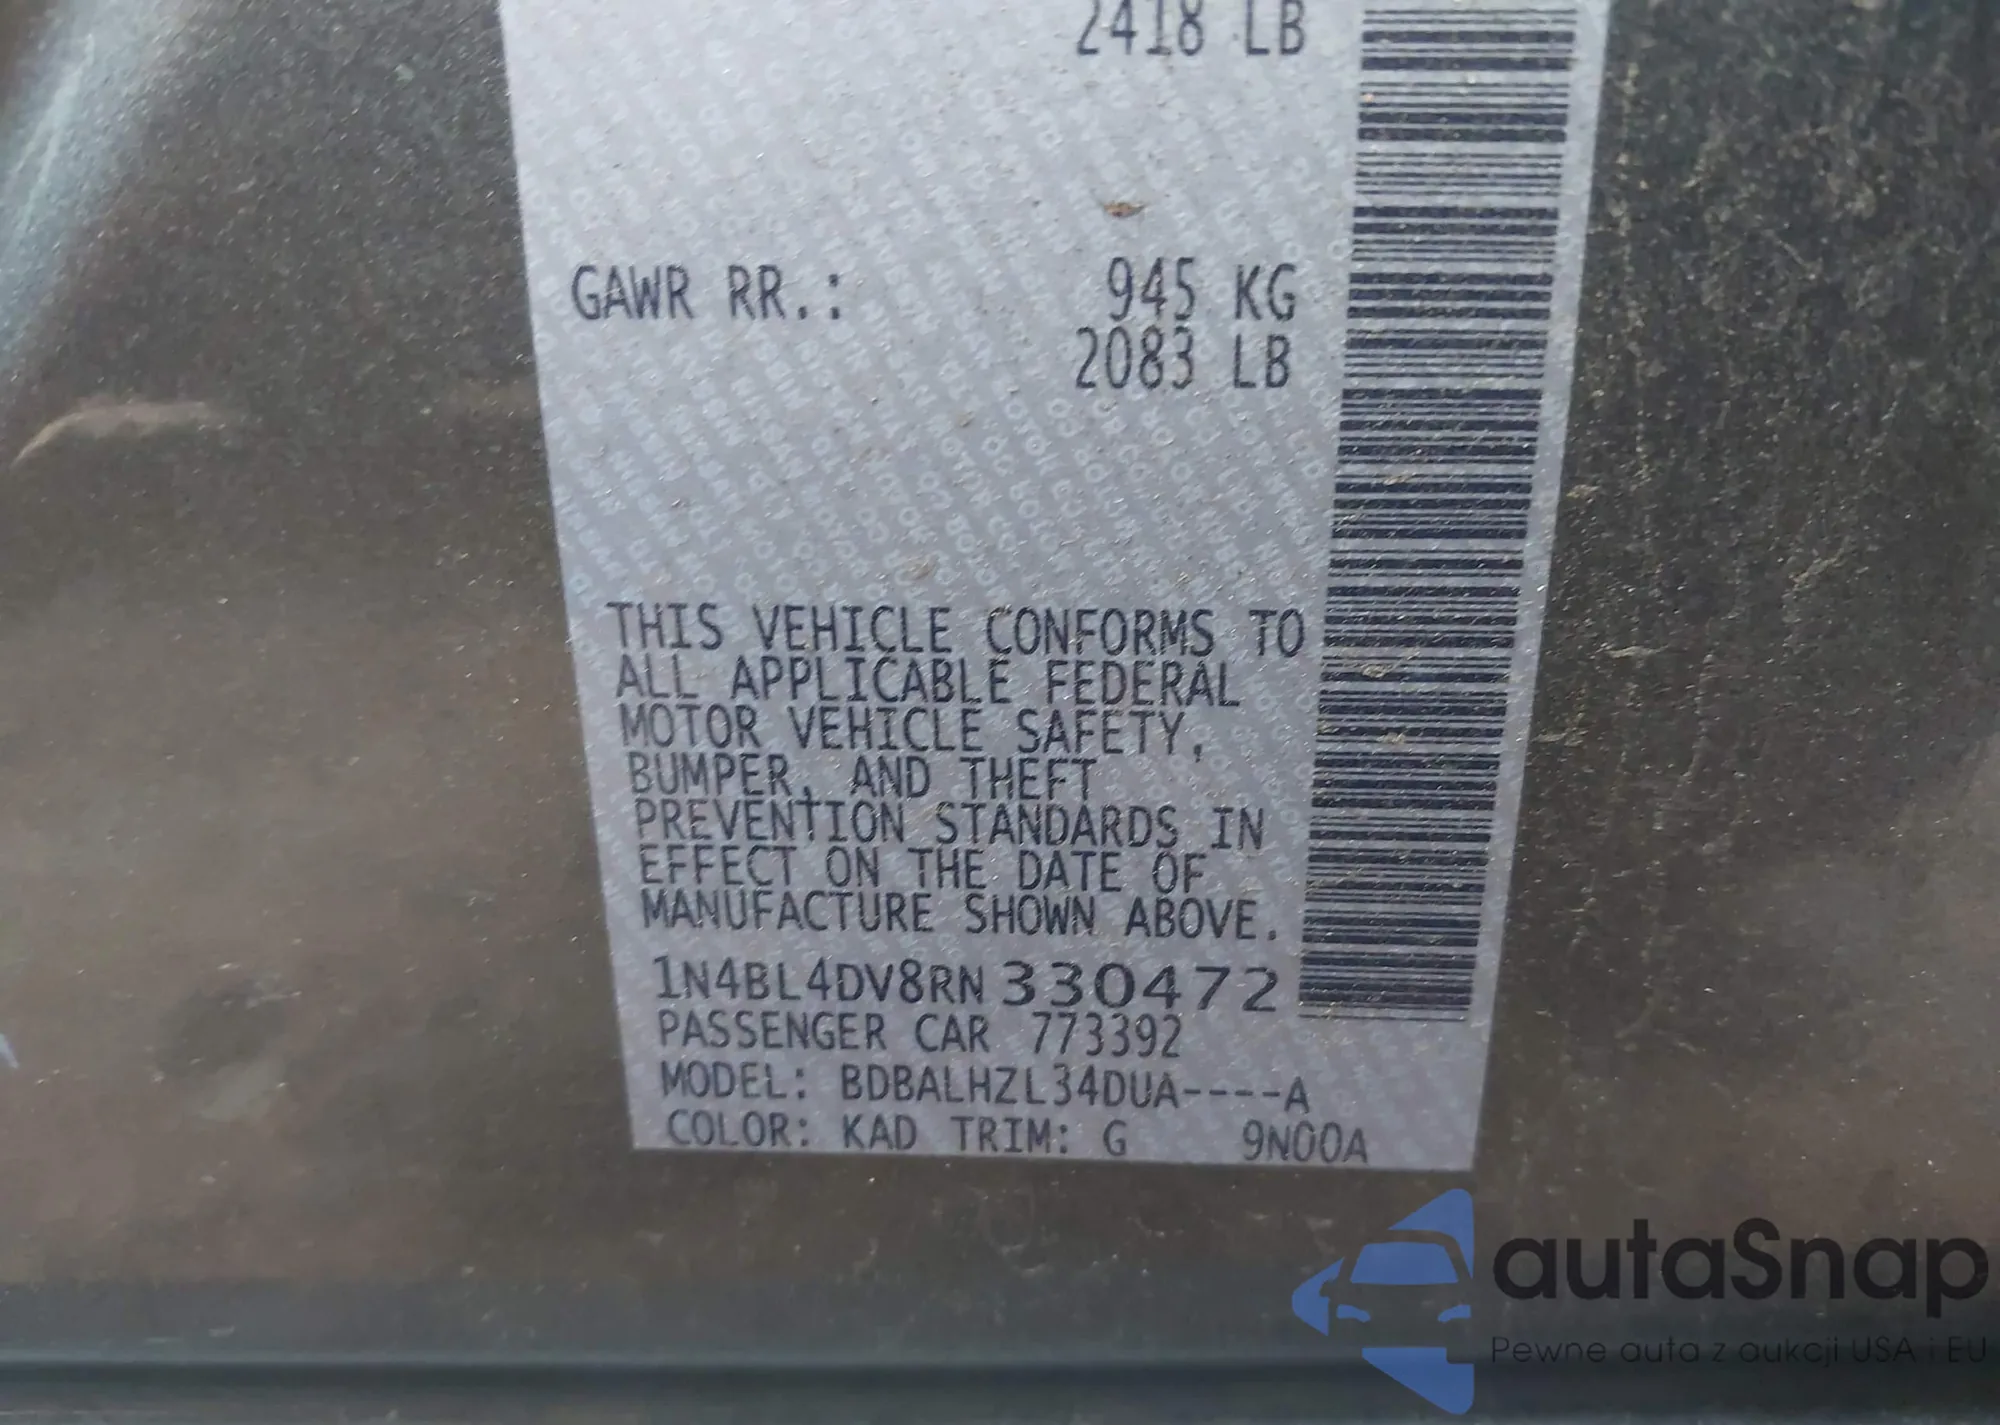 2418 LB
GAWR RR.: 945 KG
2083 LB
THIS VEHICLE CONFORMS TO
ALL APPLICABLE FEDERAL
MOTOR VEHICLE SAFETY,
BUMPER, AND THEFT
PREVENTION STANDARDS IN
EFFECT ON THE DATE OF
MANUFACTURE SHOWN ABOVE.
1N4BL4DV8RN330472
PASSENGER CAR 773392
MODEL: BDBALHZL34DUA----A
COLOR: KAD TRIM: G 9N00A
autaSnap
Pewne auta z aukcji USA i EU